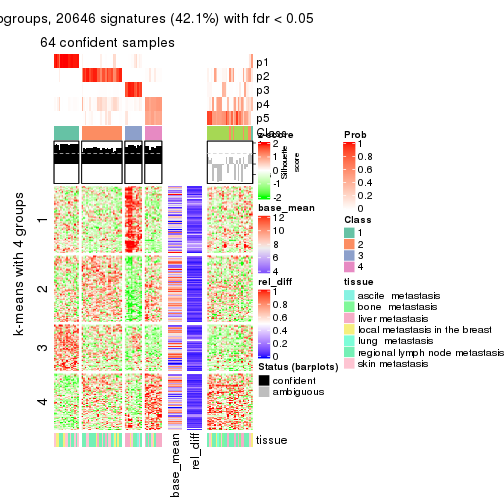 ogroups, 20646 signatures (42.1%) with fdr < 0.05
64 confident samples
p1
p2
p3
p4
p5
Class
z-score
2
1
0
-1
-2
Silhouette
score
base_mean
12
10
8
6
4
rel_diff
1
0.8
0.6
0.4
0.2
0
Status (barplots)
confident
ambiguous
Prob
1
0.8
0.6
0.4
0.2
0
Class
1
2
3
4
tissue
ascite metastasis
bone metastasis
liver metastasis
local metastasis in the breast
lung metastasis
regional lymph node metastasis
skin metastasis
k-means with 4 groups
1
2
3
4
tissue
base_mean
rel_diff